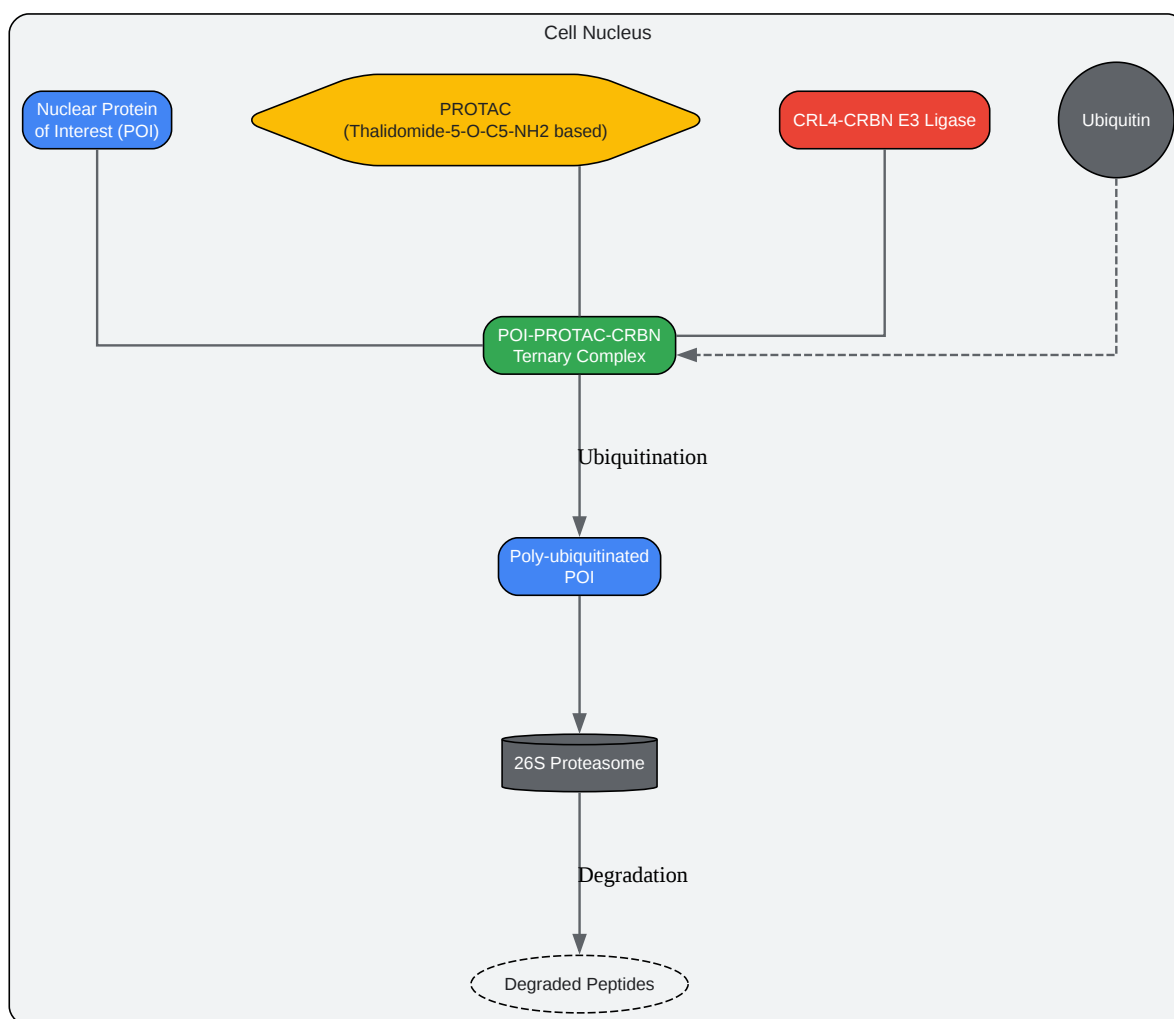 Cell Nucleus
Nuclear Protein
of Interest (POI)
PROTAC
(Thalidomide-5-O-C5-NH2 based)
CRL4-CRBN E3 Ligase
Ubiquitin
POI-PROTAC-CRBN
Ternary Complex
Ubiquitination
Poly-ubiquitinated
POI
26S Proteasome
Degradation
Degraded Peptides